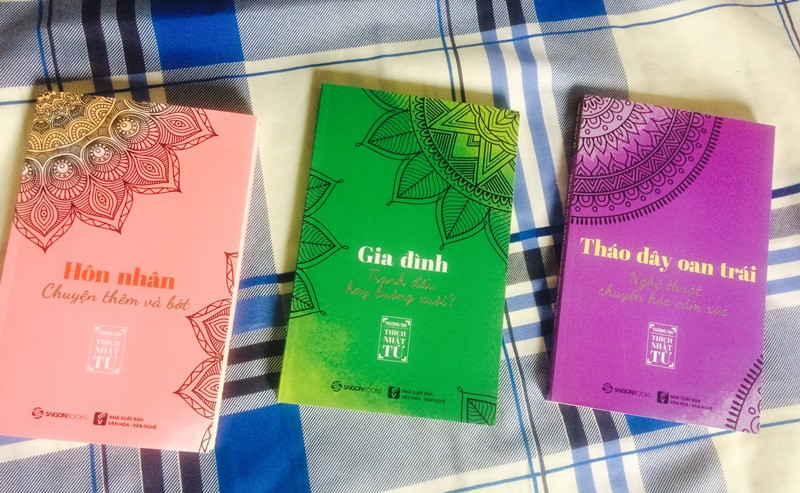 Hôn nhân
Chuyện thêm và bớt
THƯỢNG TỌA
THÍCH
NHẬT
TỪ
SAIGONBOOKS
NHÀ XUẤT BẢN
VĂN HÓA - VĂN NGHỆ
Gia đình
Tranh đấu
hay buông xuôi?
THƯỢNG TỌA
THÍCH
NHẬT
TỪ
SAIGONBOOKS
NHÀ XUẤT BẢN
VĂN HÓA - VĂN NGHỆ
Tháo dây oan trái
Nghệ thuật
chuyển hóa cảm xúc
THƯỢNG TỌA
THÍCH
NHẬT
TỪ
SAIGONBOOKS
NHÀ XUẤT BẢN
VĂN HÓA - VĂN NGHỆ